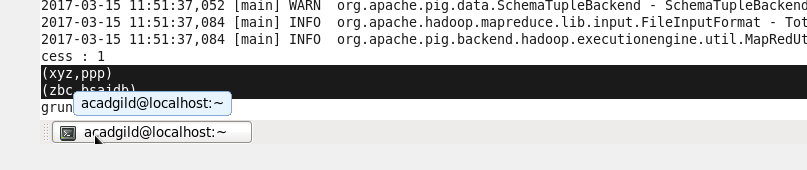 2017-03-15 11:51:37,052 [main] WARN  org.apache.pig.data.SchemaTupleBackend - SchemaTupleBackend
2017-03-15 11:51:37,084 [main] INFO  org.apache.hadoop.mapreduce.lib.input.FileInputFormat - Tot
2017-03-15 11:51:37,084 [main] INFO  org.apache.pig.backend.hadoop.executionengine.util.MapRedUt
cess : 1
(xyz,ppp)
(zbc,bsaidb)
acadgild@localhost:~
grun
acadgild@localhost:~